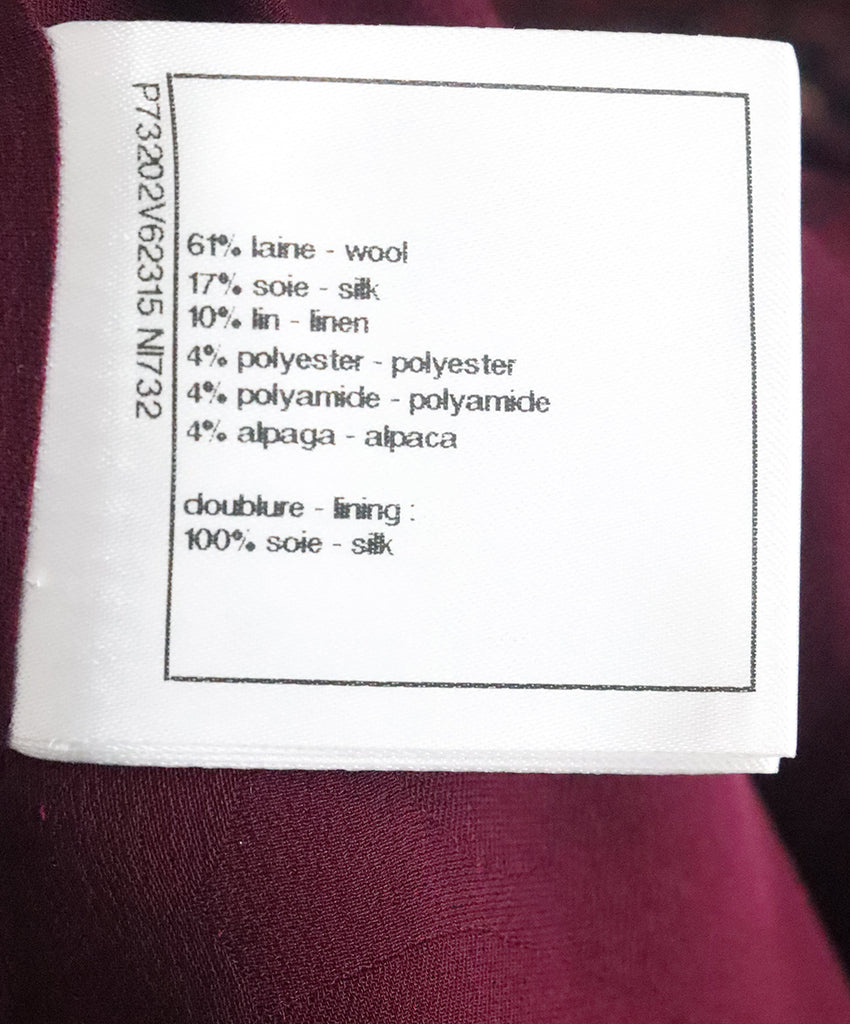 P73202V62315 NI732
61% laine - wool
17% soie - silk
10% lin - linen
4% polyester - polyester
4% polyamide - polyamide
4% alpaga - alpaca
doublure - lining :
100% soie - silk